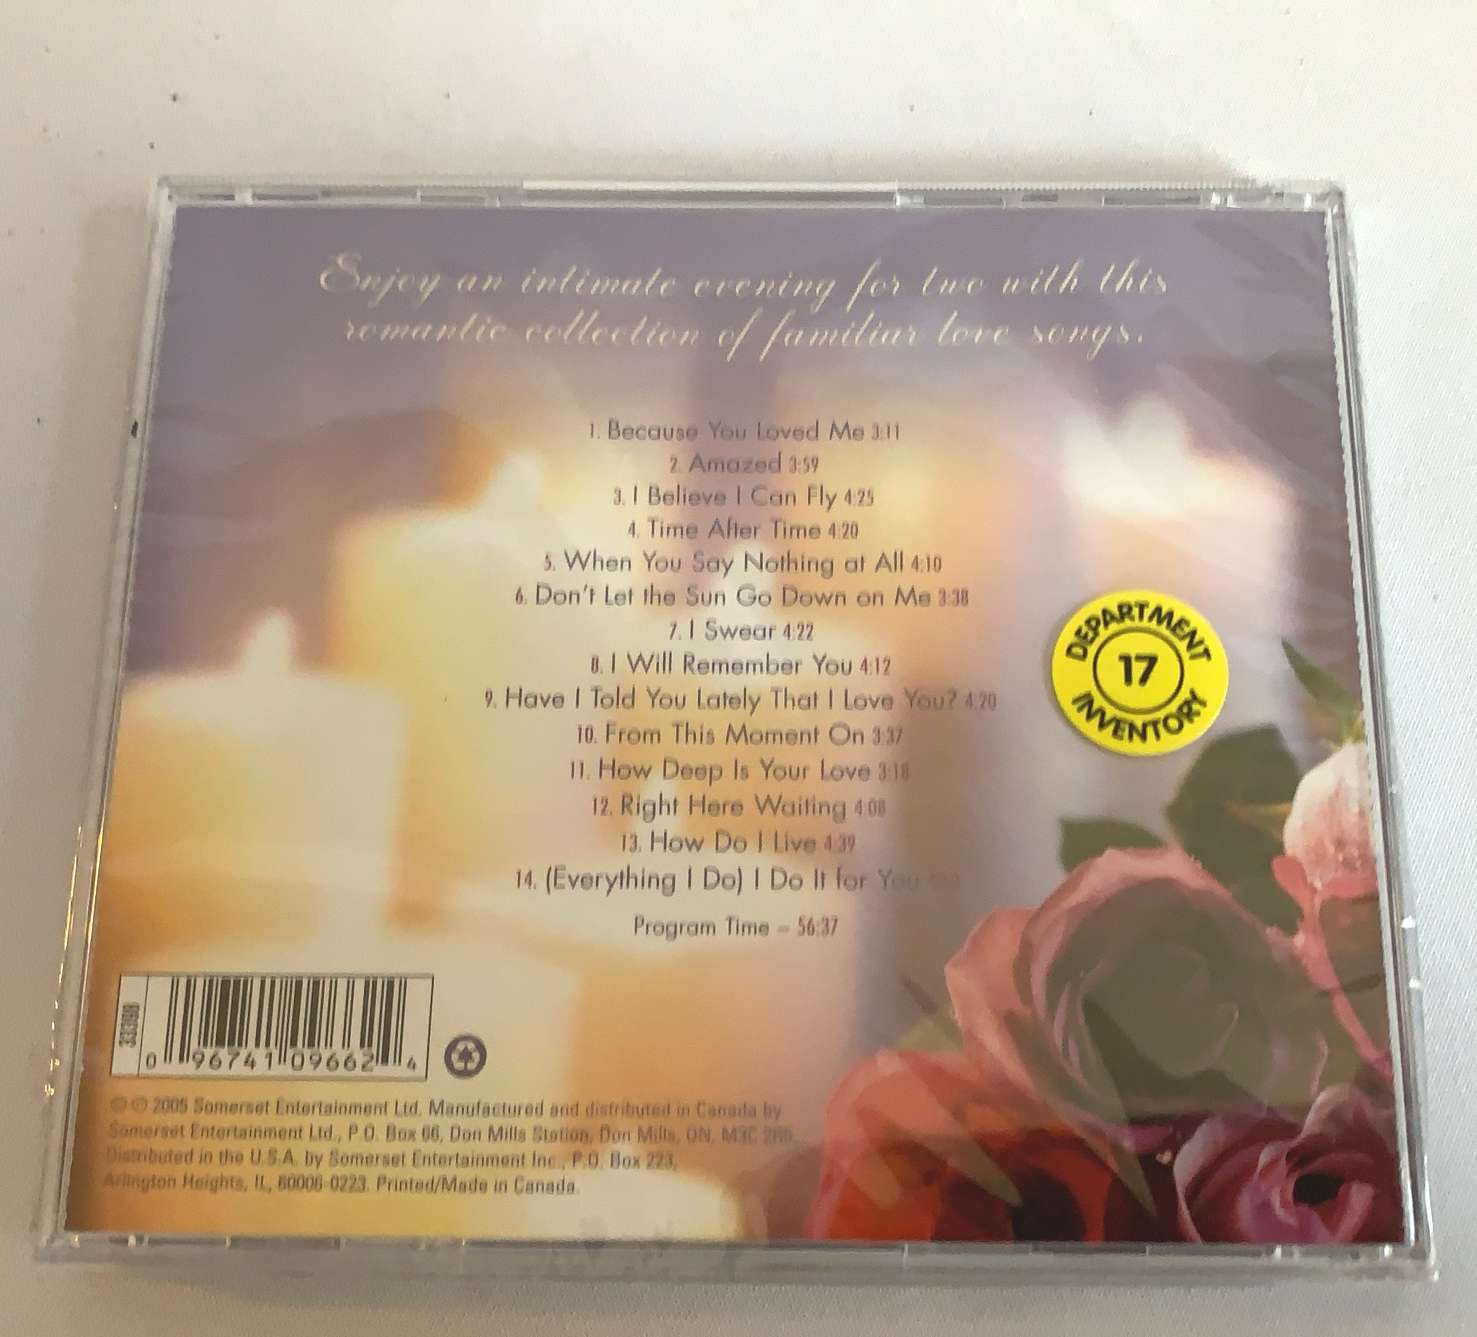 Enjoy an intimate evening for two with this
romantic collection of familiar love songs.
1. Because You Loved Me 3:11
2. Amazed 3:59
3. I Believe I Can Fly 4:25
4. Time After Time 4:20
5. When You Say Nothing at All 4:10
6. Don't Let the Sun Go Down on Me 3:38
7. I Swear 4:22
8. I Will Remember You 4:12
9. Have I Told You Lately That I Love You? 4:20
10. From This Moment On 3:37
11. How Deep Is Your Love 3:18
12. Right Here Waiting 4:08
13. How Do I Live 4:39
14. (Everything I Do) I Do It for You
Program Time – 56:37
DEPARTMENT
17
INVENTORY
33308
0 96741 09662 4
℗ © 2005 Somerset Entertainment Ltd. Manufactured and distributed in Canada by
Somerset Entertainment Ltd., P.O. Box 66, Don Mills Station, Don Mills, ON, M3C
Distributed in the U.S.A. by Somerset Entertainment Inc., P.O. Box 223,
Arlington Heights, IL, 60006-0223. Printed/Made in Canada.